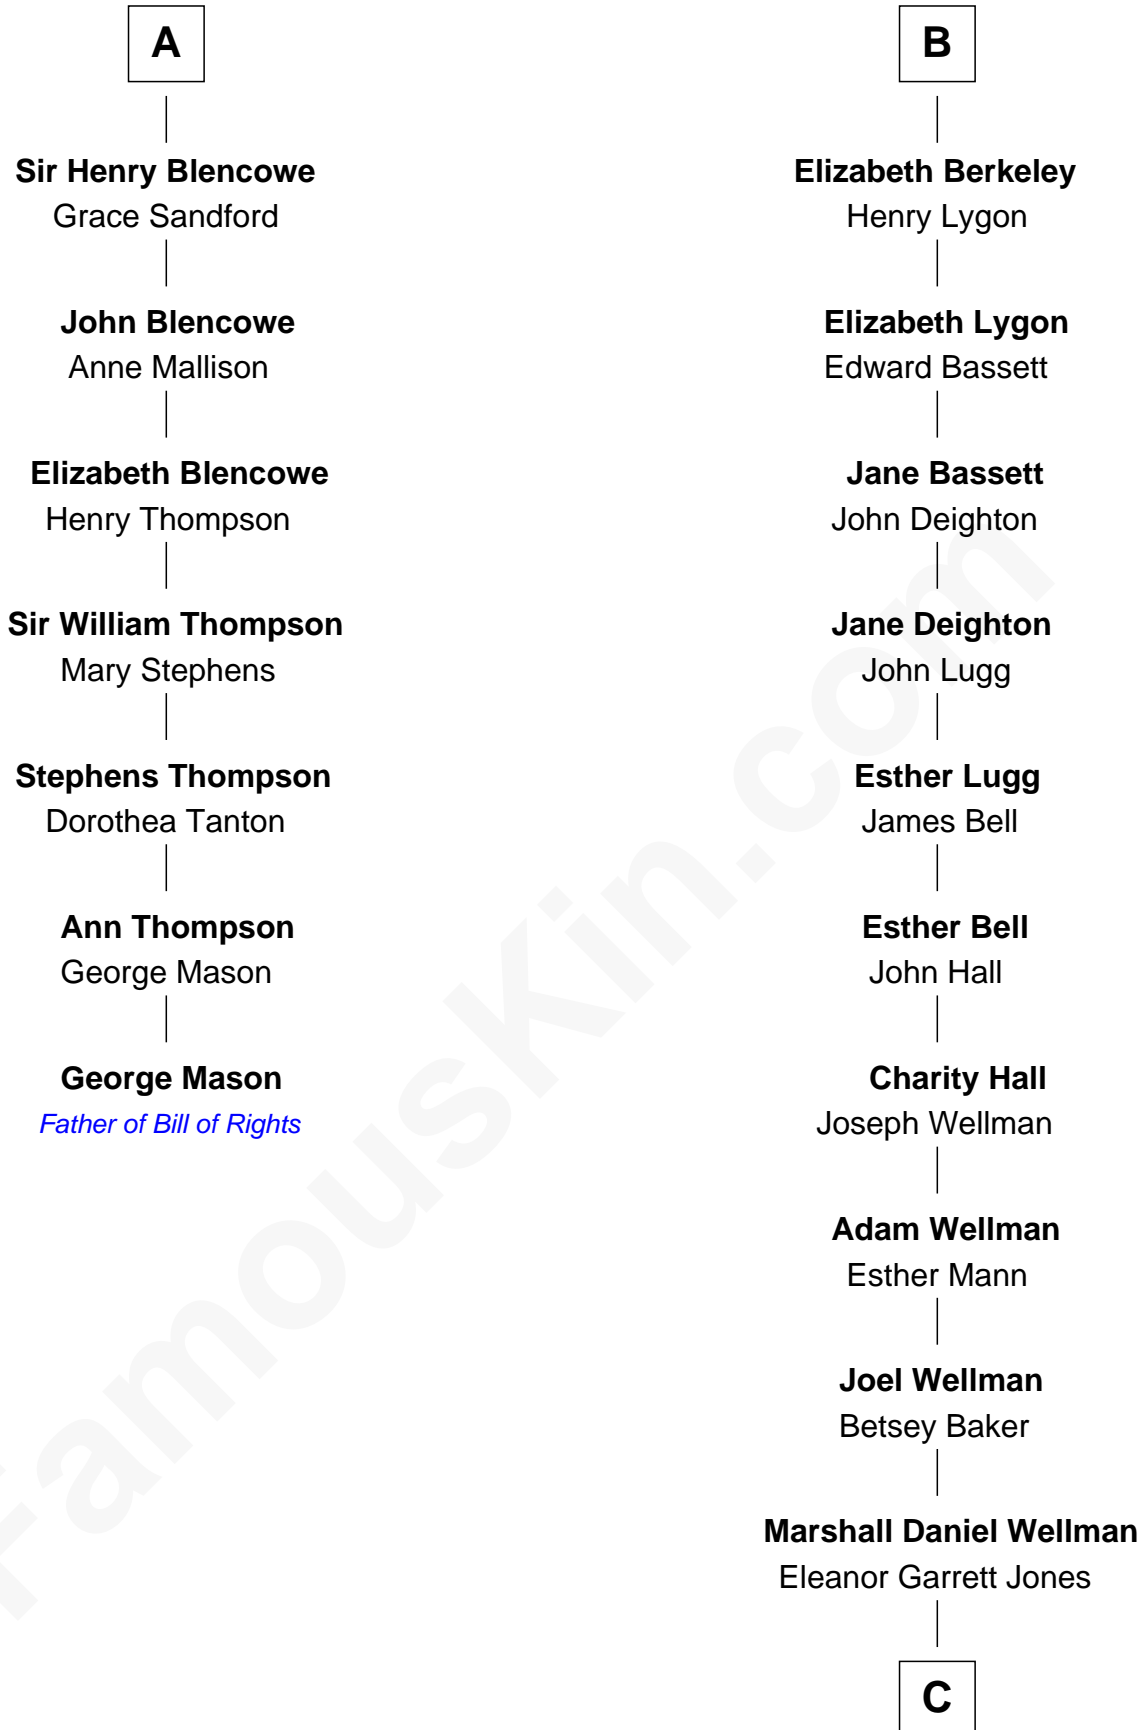 A
Sir Henry Blencowe
Grace Sandford
John Blencowe
Anne Mallison
Elizabeth Blencowe
Henry Thompson
Sir William Thompson
Mary Stephens
Stephens Thompson
Dorothea Tanton
Ann Thompson
George Mason
George Mason
Father of Bill of Rights
B
Elizabeth Berkeley
Henry Lygon
Elizabeth Lygon
Edward Bassett
Jane Bassett
John Deighton
Jane Deighton
John Lugg
Esther Lugg
James Bell
Esther Bell
John Hall
Charity Hall
Joseph Wellman
Adam Wellman
Esther Mann
Joel Wellman
Betsey Baker
Marshall Daniel Wellman
Eleanor Garrett Jones
C
FamousKin.com